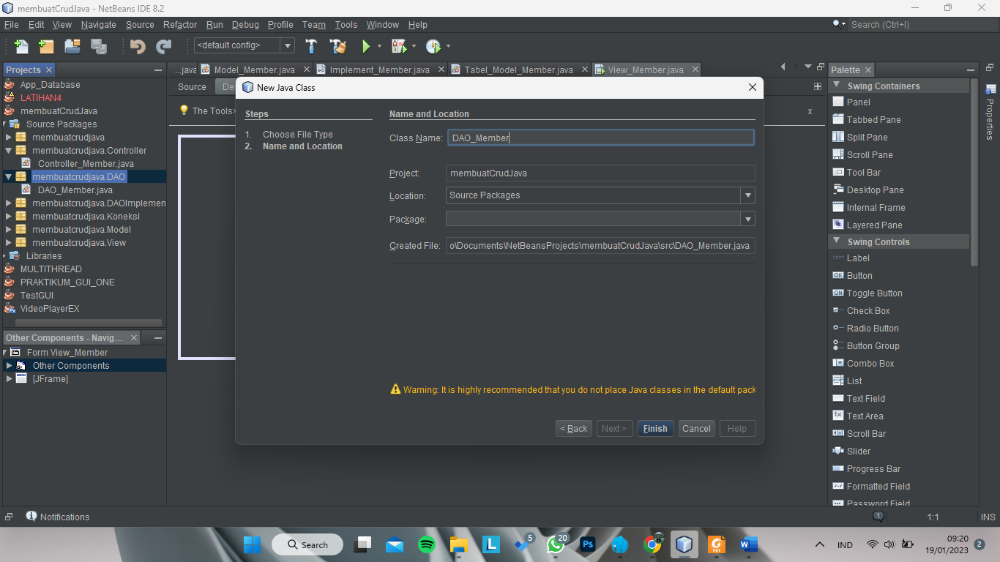 membuatCrudJava - NetBeans IDE 8.2
File Edit View Navigate Source Refactor Run Debug Profile Team Tools Window Help
Search (Ctrl+I)
<default config>
Projects
App_Database
LATIHAN4
membuatCrudJava
Source Packages
membuatcrudjava
membuatcrudjava.Controller
Controller_Member.java
membuatcrudjava.DAO
DAO_Member.java
membuatcrudjava.DAOImplemen
membuatcrudjava.Koneksi
membuatcrudjava.Model
membuatcrudjava.View
Libraries
MULTITHREAD
PRAKTIKUM_GUI_ONE
TestGUI
VideoPlayerEX
Other Components - Navig...
Form View_Member
Other Components
[JFrame]
...java Model_Member.java Implement_Member.java Tabel_Model_Member.java View_Member.java
Source Des
The Tools>
x
New Java Class
Steps
1. Choose File Type
2. Name and Location
Name and Location
Class Name: DAO_Member
Project: membuatCrudJava
Location: Source Packages
Package:
Created File: o\Documents\NetBeansProjects\membuatCrudJava\src\DAO_Member.java
Warning: It is highly recommended that you do not place Java classes in the default pack
< Back Next > Finish Cancel Help
Palette
Swing Containers
Panel
Tabbed Pane
Split Pane
Scroll Pane
Tool Bar
Desktop Pane
Internal Frame
Layered Pane
Swing Controls
Label
Button
Toggle Button
Check Box
Radio Button
Button Group
Combo Box
List
Text Field
Text Area
Scroll Bar
Slider
Progress Bar
Formatted Field
Password Field
Properties
Notifications
1
1:1
INS
Search
5
20
IND
09:20
19/01/2023
2